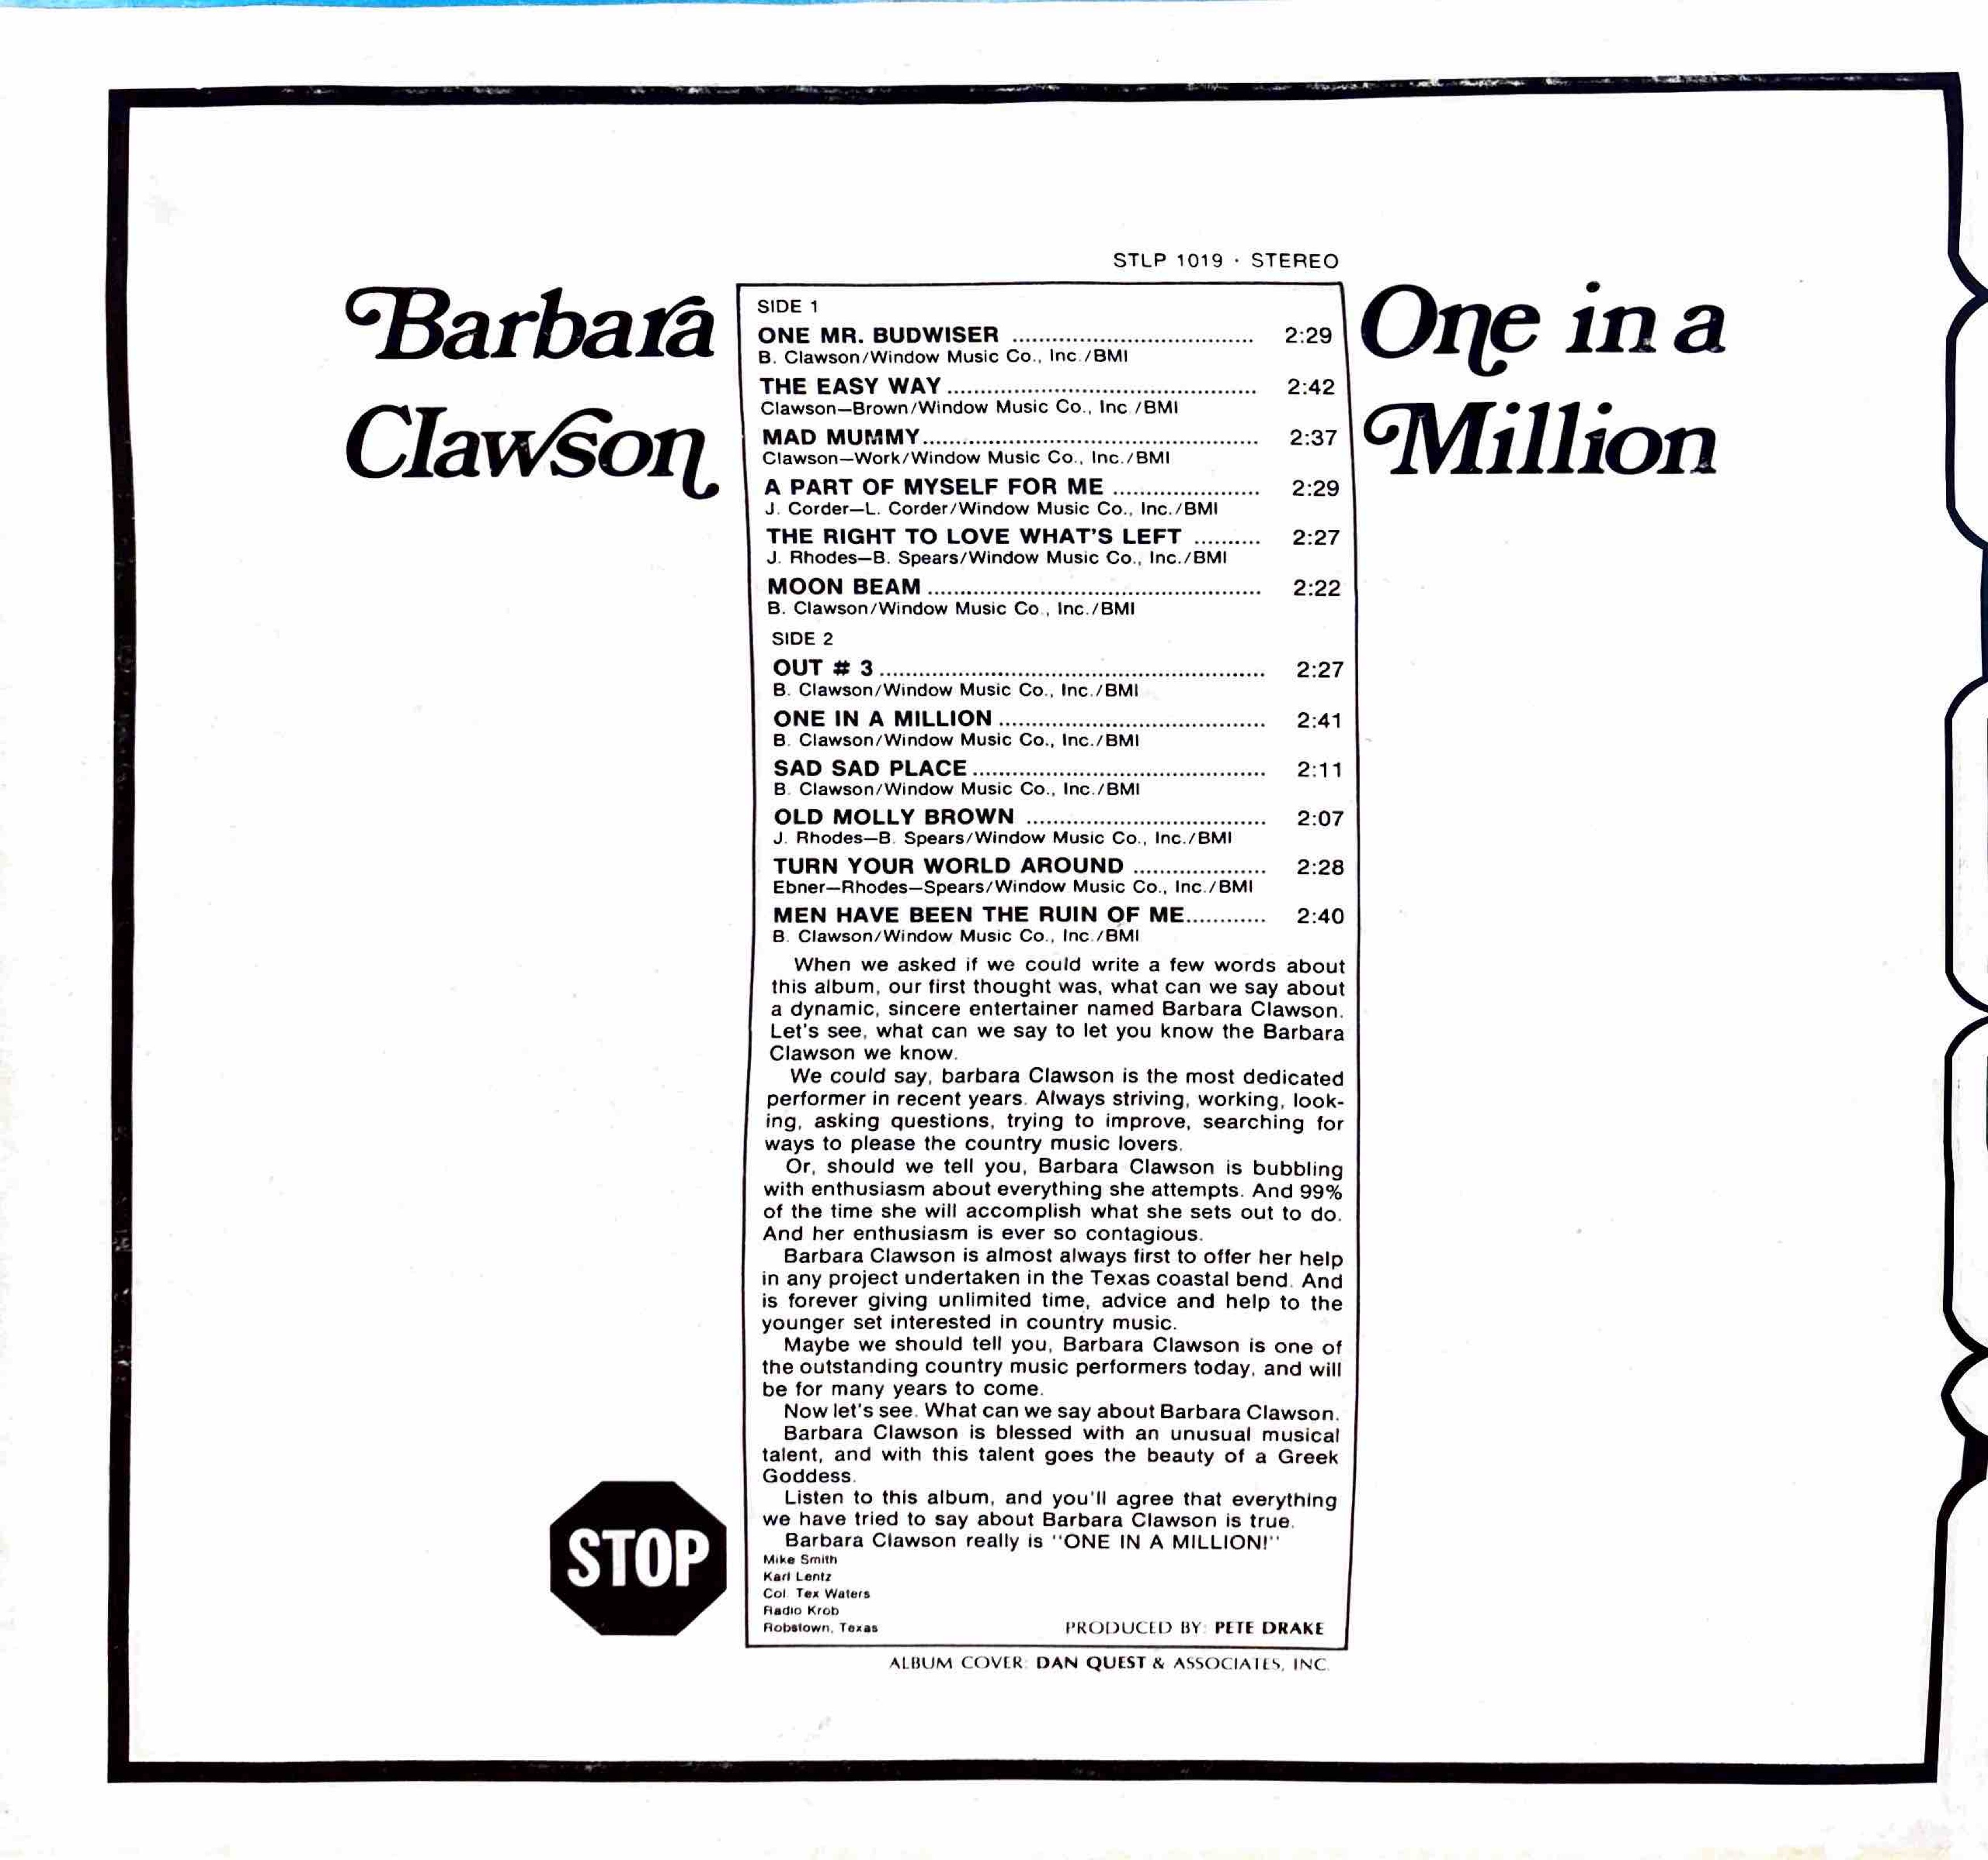 STLP 1019 · STEREO
Barbara
Clawson
One in a
Million
SIDE 1
ONE MR. BUDWISER .................................... 2:29
B. Clawson/Window Music Co., Inc./BMI
THE EASY WAY .............................................. 2:42
Clawson—Brown/Window Music Co., Inc./BMI
MAD MUMMY.................................................. 2:37
Clawson—Work/Window Music Co., Inc./BMI
A PART OF MYSELF FOR ME ...................... 2:29
J. Corder—L. Corder/Window Music Co., Inc./BMI
THE RIGHT TO LOVE WHAT'S LEFT .......... 2:27
J. Rhodes—B. Spears/Window Music Co., Inc./BMI
MOON BEAM .................................................. 2:22
B. Clawson/Window Music Co., Inc./BMI
SIDE 2
OUT # 3 .......................................................... 2:27
B. Clawson/Window Music Co., Inc./BMI
ONE IN A MILLION ........................................ 2:41
B. Clawson/Window Music Co., Inc./BMI
SAD SAD PLACE ............................................ 2:11
B. Clawson/Window Music Co., Inc./BMI
OLD MOLLY BROWN .................................... 2:07
J. Rhodes—B. Spears/Window Music Co., Inc./BMI
TURN YOUR WORLD AROUND .................... 2:28
Ebner—Rhodes—Spears/Window Music Co., Inc./BMI
MEN HAVE BEEN THE RUIN OF ME............ 2:40
B. Clawson/Window Music Co., Inc./BMI
When we asked if we could write a few words about
this album, our first thought was, what can we say about
a dynamic, sincere entertainer named Barbara Clawson.
Let's see, what can we say to let you know the Barbara
Clawson we know.
We could say, barbara Clawson is the most dedicated
performer in recent years. Always striving, working, look-
ing, asking questions, trying to improve, searching for
ways to please the country music lovers.
Or, should we tell you, Barbara Clawson is bubbling
with enthusiasm about everything she attempts. And 99%
of the time she will accomplish what she sets out to do.
And her enthusiasm is ever so contagious.
Barbara Clawson is almost always first to offer her help
in any project undertaken in the Texas coastal bend. And
is forever giving unlimited time, advice and help to the
younger set interested in country music.
Maybe we should tell you, Barbara Clawson is one of
the outstanding country music performers today, and will
be for many years to come.
Now let's see. What can we say about Barbara Clawson.
Barbara Clawson is blessed with an unusual musical
talent, and with this talent goes the beauty of a Greek
Goddess.
Listen to this album, and you'll agree that everything
we have tried to say about Barbara Clawson is true.
Barbara Clawson really is "ONE IN A MILLION!"
Mike Smith
Karl Lentz
Col. Tex Waters
Radio Krob
Robstown, Texas
PRODUCED BY: PETE DRAKE
STOP
ALBUM COVER: DAN QUEST & ASSOCIATES, INC.